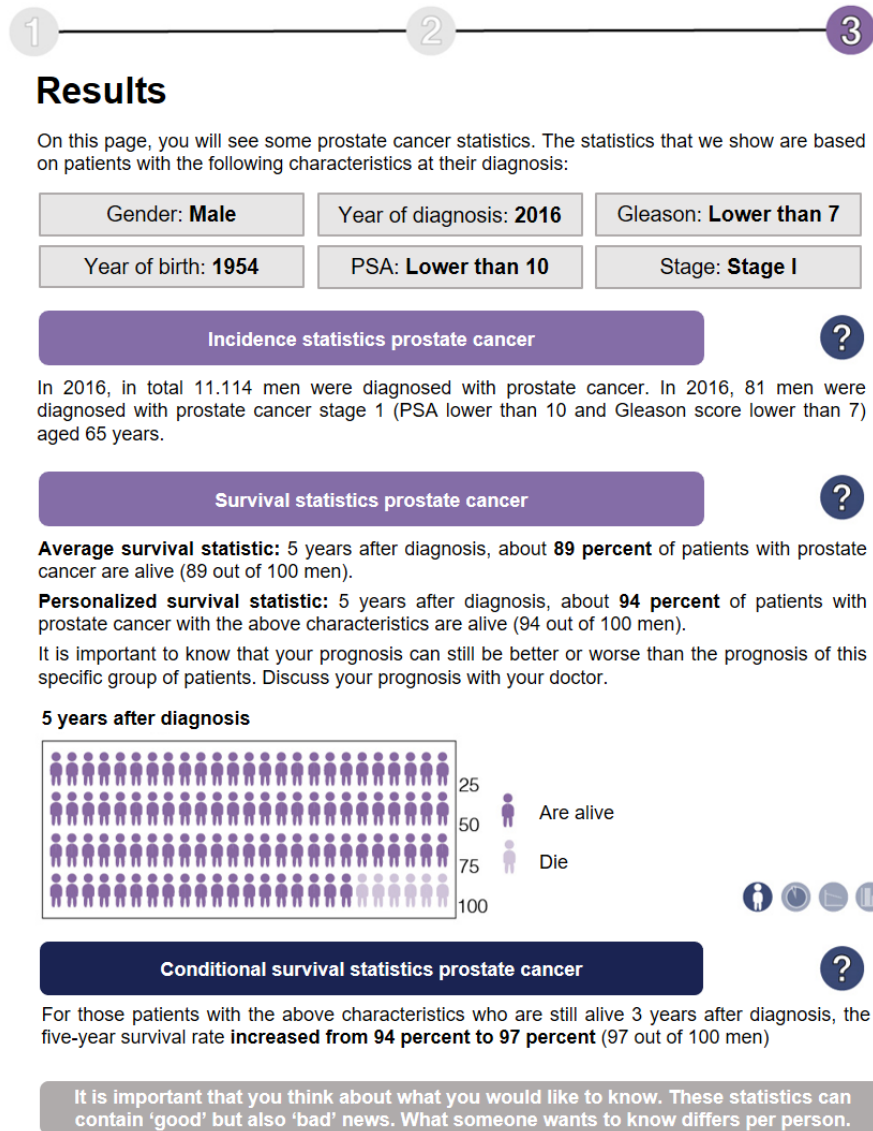 1 2 3
Results
On this page, you will see some prostate cancer statistics. The statistics that we show are based
on patients with the following characteristics at their diagnosis:
Gender: Male Year of diagnosis: 2016 Gleason: Lower than 7
Year of birth: 1954 PSA: Lower than 10 Stage: Stage I
Incidence statistics prostate cancer ?
In 2016, in total 11.114 men were diagnosed with prostate cancer. In 2016, 81 men were
diagnosed with prostate cancer stage 1 (PSA lower than 10 and Gleason score lower than 7)
aged 65 years.
Survival statistics prostate cancer ?
Average survival statistic: 5 years after diagnosis, about 89 percent of patients with prostate
cancer are alive (89 out of 100 men).
Personalized survival statistic: 5 years after diagnosis, about 94 percent of patients with
prostate cancer with the above characteristics are alive (94 out of 100 men).
It is important to know that your prognosis can still be better or worse than the prognosis of this
specific group of patients. Discuss your prognosis with your doctor.
5 years after diagnosis
25
50
75
100
Are alive
Die
Conditional survival statistics prostate cancer ?
For those patients with the above characteristics who are still alive 3 years after diagnosis, the
five-year survival rate increased from 94 percent to 97 percent (97 out of 100 men)
It is important that you think about what you would like to know. These statistics can
contain ‘good’ but also ‘bad’ news. What someone wants to know differs per person.